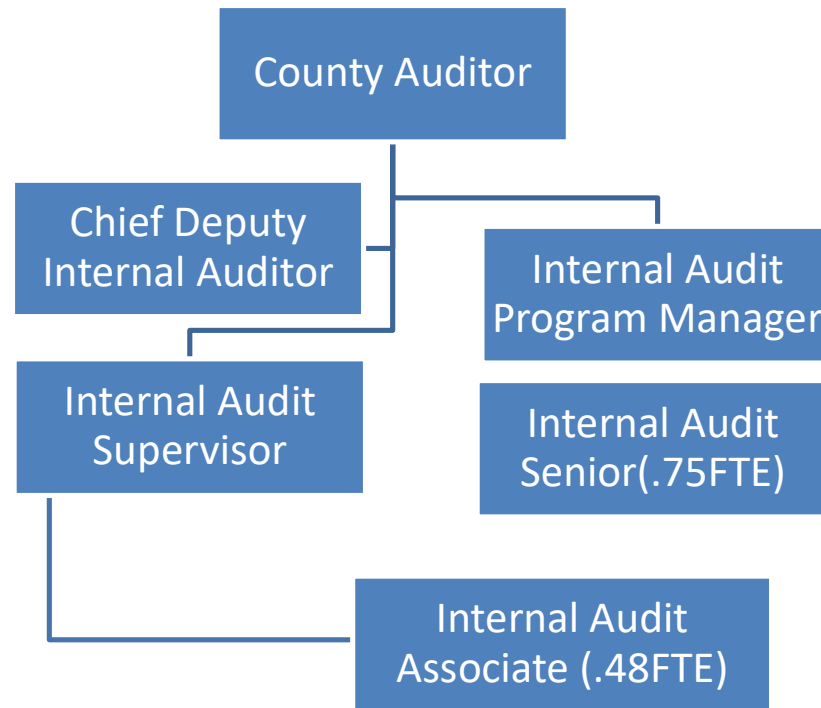 County Auditor
Chief Deputy
Internal Auditor
Internal Audit
Program Manager
Internal Audit
Supervisor
Internal Audit
Senior(.75FTE)
Internal Audit
Associate (.48FTE)